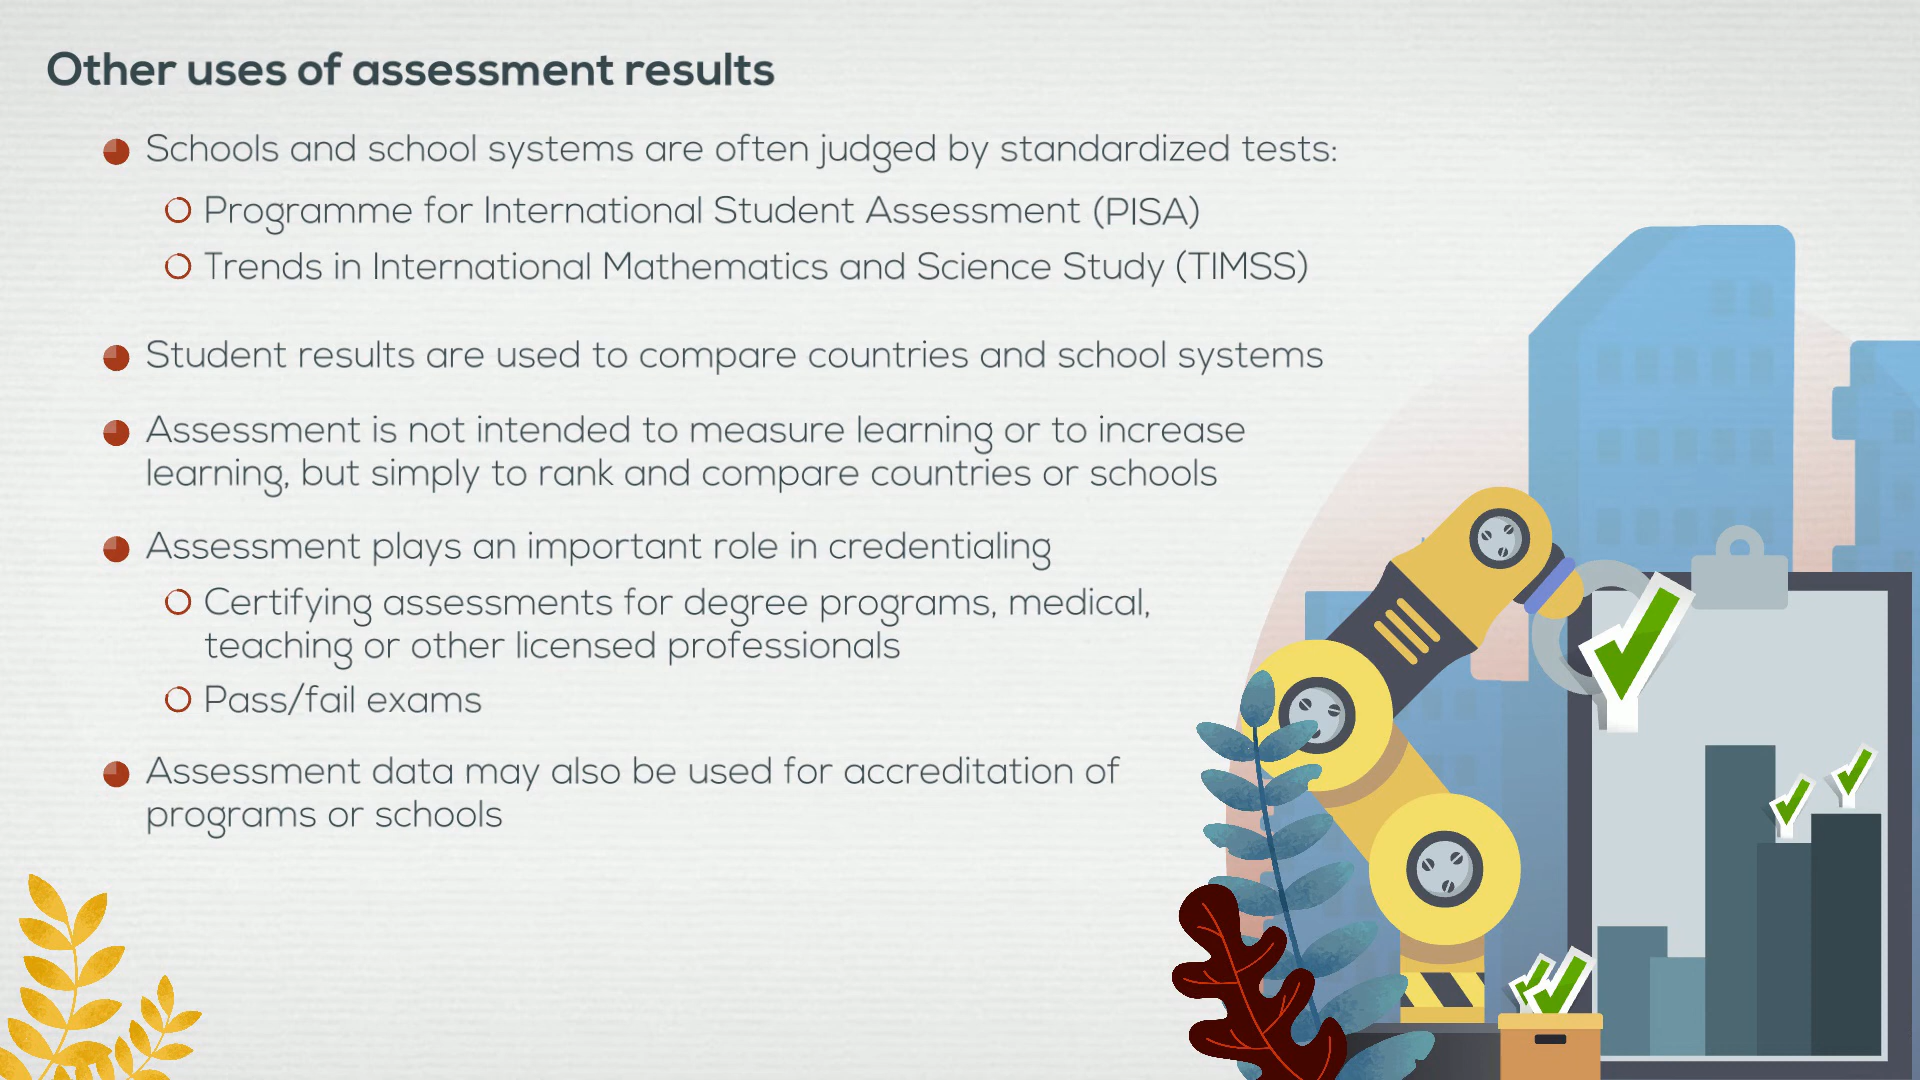 Other uses of assessment results
Schools and school systems are often judged by standardized tests:
Programme for International Student Assessment (PISA)
Trends in International Mathematics and Science Study (TIMSS)
Student results are used to compare countries and school systems
Assessment is not intended to measure learning or to increase
learning, but simply to rank and compare countries or schools
Assessment plays an important role in credentialing
Certifying assessments for degree programs, medical,
teaching or other licensed professionals
Pass/fail exams
Assessment data may also be used for accreditation of
programs or schools